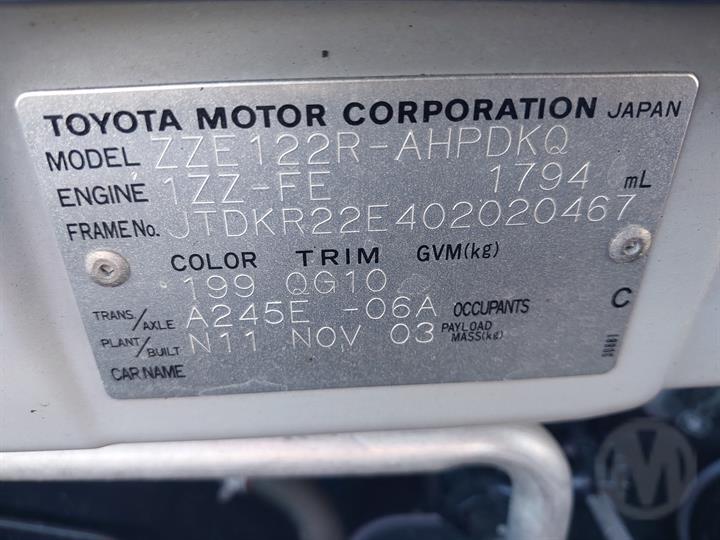 TOYOTA MOTOR CORPORATION JAPAN
MODEL ZZE122R-AHPDKQ
ENGINE 1ZZ-FE 1794 mL
FRAME No. JTDKR22E402020467
COLOR TRIM GVM(kg)
199 QG10
TRANS/AXLE A245E -06A OCCUPANTS C
PLANT/BUILT N11 NOV 03 PAYLOAD MASS(kg)
CAR NAME
M